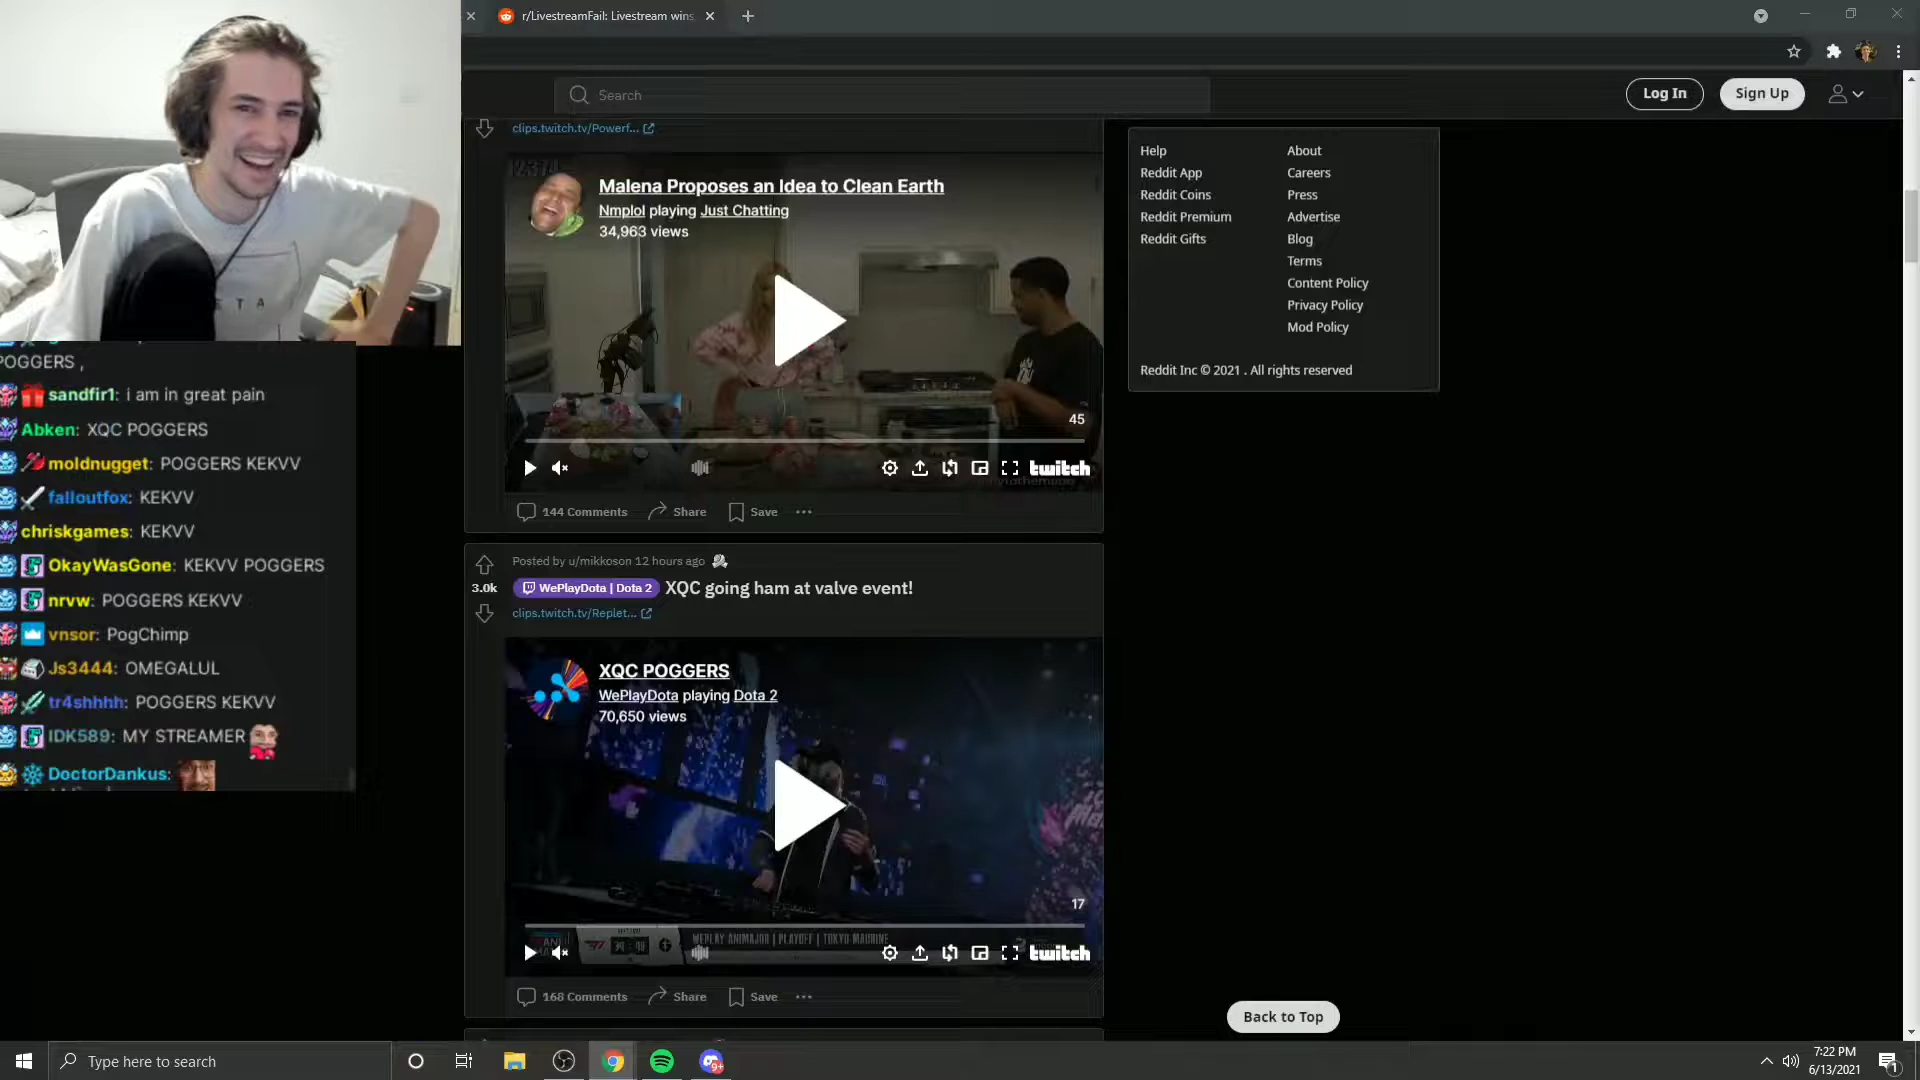 r/LivestreamFail: Livestream wins
Search
Log In
Sign Up
clips.twitch.tv/Powerf...
Malena Proposes an Idea to Clean Earth
Nmplol playing Just Chatting
34,963 views
45
twitch
144 Comments
Share
Save
Posted by u/mikkoson 12 hours ago
3.0k
WePlayDota | Dota 2
XQC going ham at valve event!
clips.twitch.tv/Replet...
XQC POGGERS
WePlayDota playing Dota 2
70,650 views
17
WEPLAY ANIMAJOR | PLAYOFF | TOKYO MACHINE
twitch
168 Comments
Share
Save
Help
Reddit App
Reddit Coins
Reddit Premium
Reddit Gifts
About
Careers
Press
Advertise
Blog
Terms
Content Policy
Privacy Policy
Mod Policy
Reddit Inc © 2021 . All rights reserved
Back to Top
POGGERS ,
sandfir1: i am in great pain
Abken: XQC POGGERS
moldnugget: POGGERS KEKVV
falloutfox: KEKVV
chriskgames: KEKVV
OkayWasGone: KEKVV POGGERS
nrvw: POGGERS KEKVV
vnsor: PogChimp
Js3444: OMEGALUL
tr4shhhh: POGGERS KEKVV
IDK589: MY STREAMER
DoctorDankus:
Type here to search
9+
7:22 PM
6/13/2021
1